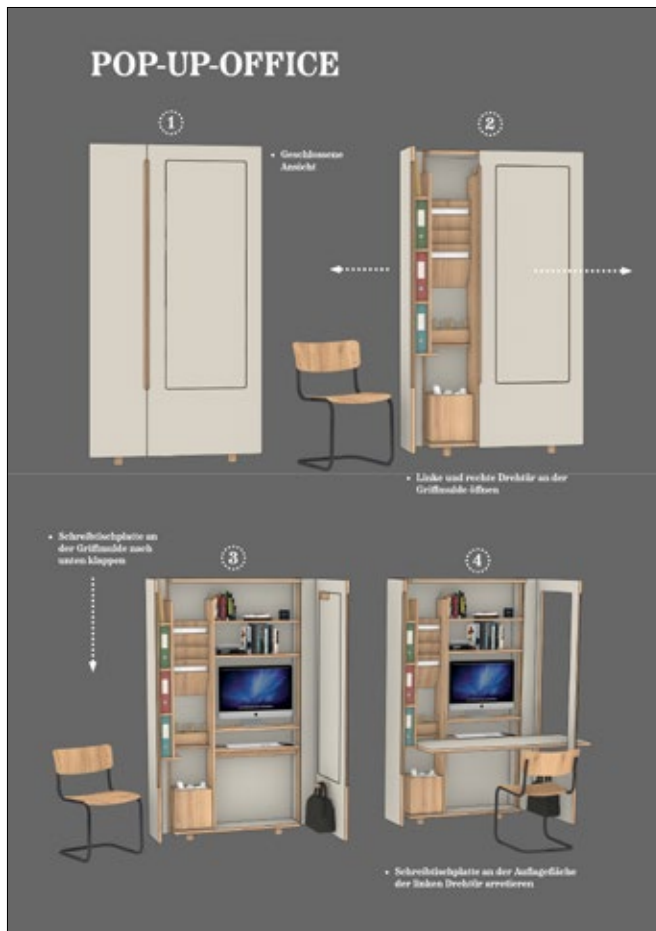 POP-UP-OFFICE
1
• Geschlossene
Ansicht
2
• Linke und rechte Drehtür an der
Griffmulde öffnen
• Schreibtischplatte an
der Griffmulde nach
unten klappen
3
4
• Schreibtischplatte an der Auflagefläche
der linken Drehtür arretieren